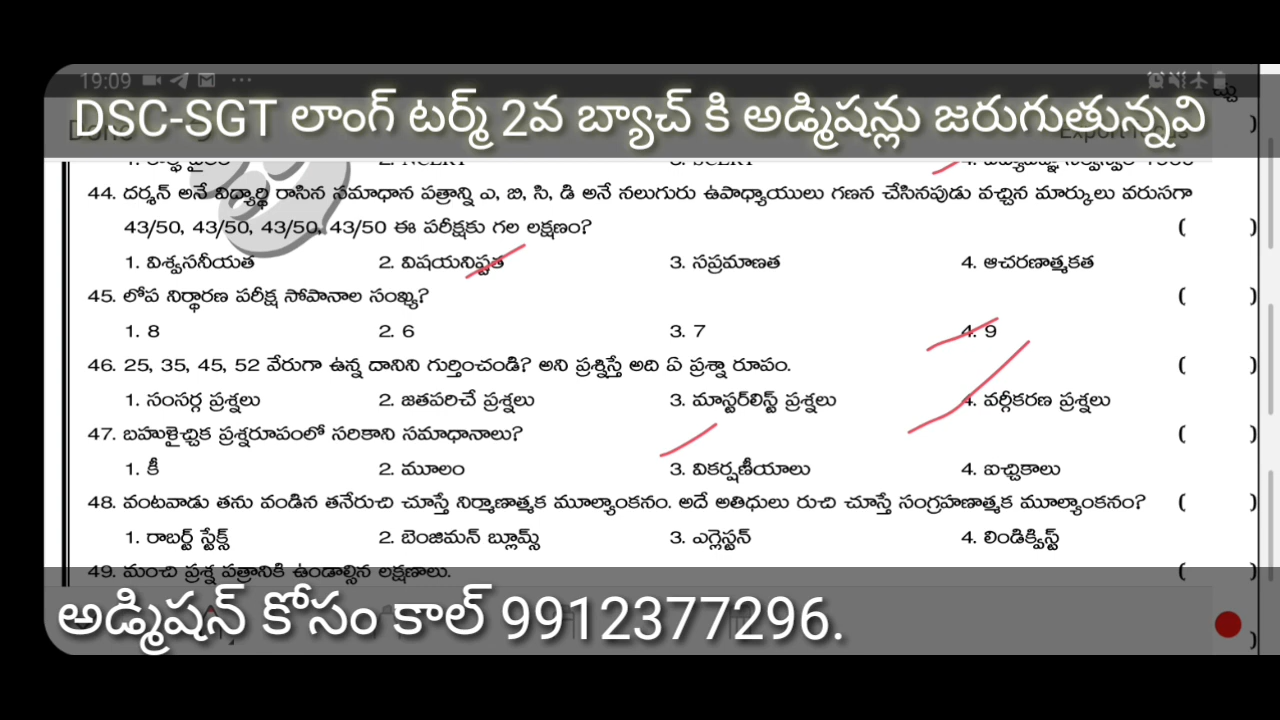 19:09
DSC-SGT లాంగ్ టర్మ్ 2వ బ్యాచ్ కి అడ్మిషన్లు జరుగుతున్నవి
44. దర్శన్ అనే విద్యార్థి రాసిన సమాధాన పత్రాన్ని ఎ, బి, సి, డి అనే నలుగురు ఉపాధ్యాయులు గణన చేసినపుడు వచ్చిన మార్కులు వరుసగా
43/50, 43/50, 43/50, 43/50 ఈ పరీక్షకు గల లక్షణం? ( )
1. విశ్వసనీయత 2. విషయనిష్ఠత 3. సప్రమాణత 4. ఆచరణాత్మకత
45. లోప నిర్ధారణ పరీక్ష సోపానాల సంఖ్య? ( )
1. 8 2. 6 3. 7 4. 9
46. 25, 35, 45, 52 వేరుగా ఉన్న దానిని గుర్తించండి? అని ప్రశ్నిస్తే అది ఏ ప్రశ్నా రూపం. ( )
1. సంసర్గ ప్రశ్నలు 2. జతపరిచే ప్రశ్నలు 3. మాస్టర్‌లిస్ట్ ప్రశ్నలు 4. వర్గీకరణ ప్రశ్నలు
47. బహుళైచ్ఛిక ప్రశ్నరూపంలో సరికాని సమాధానాలు? ( )
1. కీ 2. మూలం 3. వికర్షణీయాలు 4. ఐచ్ఛికాలు
48. వంటవాడు తను వండిన తనేరుచి చూస్తే నిర్మాణాత్మక మూల్యాంకనం. అదే అతిధులు రుచి చూస్తే సంగ్రహణాత్మక మూల్యాంకనం? ( )
1. రాబర్ట్ స్టేక్స్ 2. బెంజిమన్ బ్లూమ్స్ 3. ఎగ్లెస్టన్ 4. లిండిక్విస్ట్
49. మంచి ప్రశ్న పత్రానికి ఉండాల్సిన లక్షణాలు. ( )
అడ్మిషన్ కోసం కాల్ 9912377296.